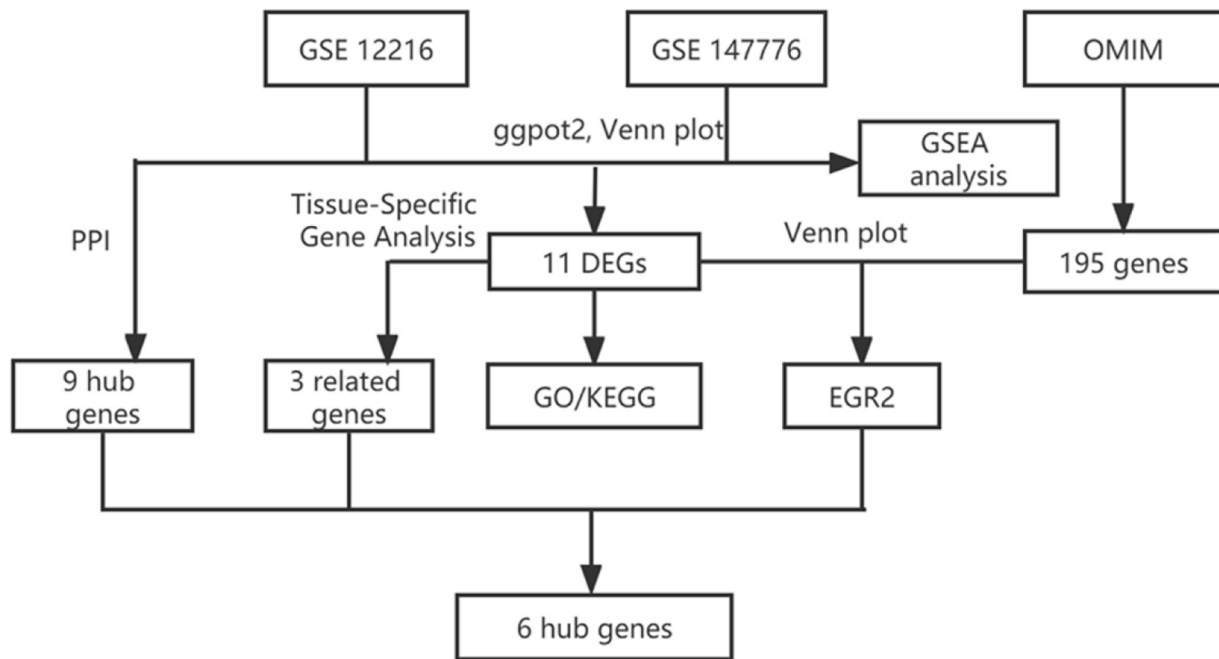 GSE 12216
GSE 147776
OMIM
ggpot2, Venn plot
GSEA
analysis
Tissue-Specific
Gene Analysis
PPI
Venn plot
11 DEGs
195 genes
9 hub
genes
3 related
genes
GO/KEGG
EGR2
6 hub genes